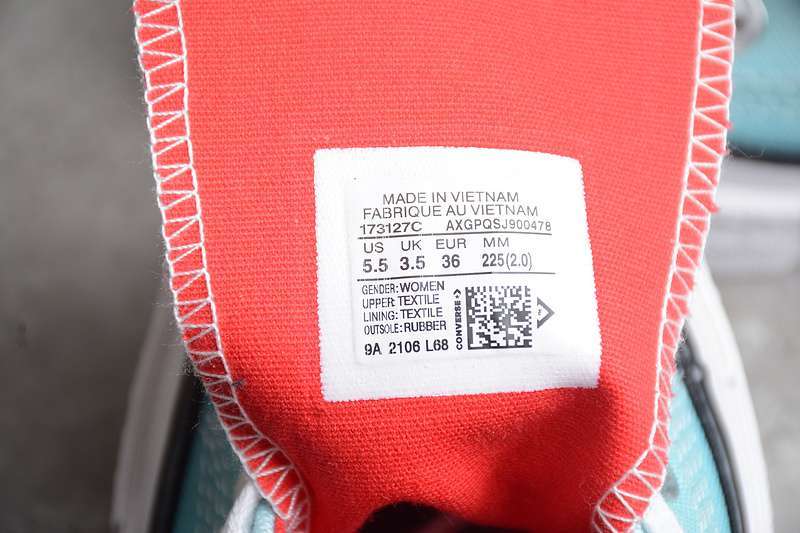 MADE IN VIETNAM
FABRIQUE AU VIETNAM
173127C AXGPQSJ900478
US UK EUR MM
5.5 3.5 36 225(2.0)
GENDER: WOMEN
UPPER: TEXTILE
LINING: TEXTILE
OUTSOLE: RUBBER
9A 2106 L68
CONVERSE